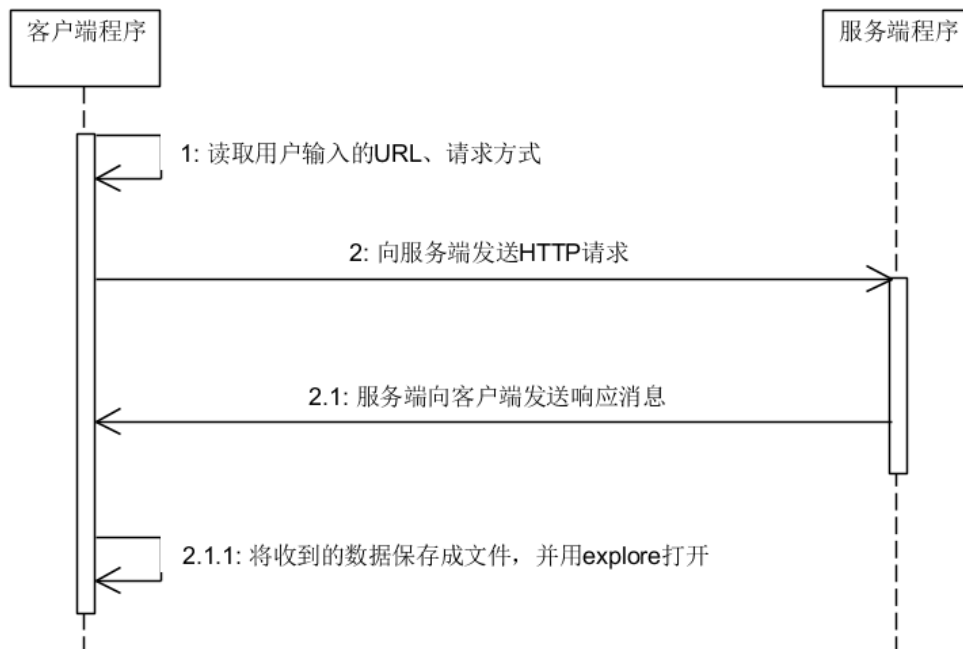 客户端程序
服务端程序
1: 读取用户输入的URL、请求方式
2: 向服务端发送HTTP请求
2.1: 服务端向客户端发送响应消息
2.1.1: 将收到的数据保存成文件，并用explore打开